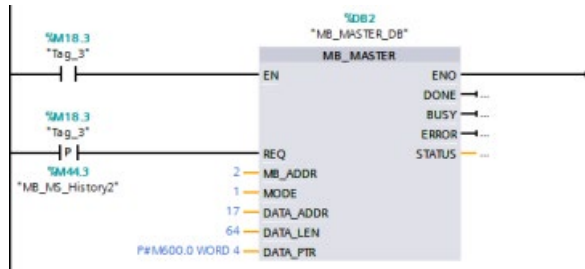 %DB2
"MB_MASTER_DB"
%M18.3
"Tag_3"
MB_MASTER
EN
ENO
DONE
...
BUSY
...
ERROR
...
STATUS
...
%M18.3
"Tag_3"
P
%M44.3
"MB_MS_History2"
REQ
2 MB_ADDR
1 MODE
17 DATA_ADDR
64 DATA_LEN
P#M600.0 WORD 4 DATA_PTR